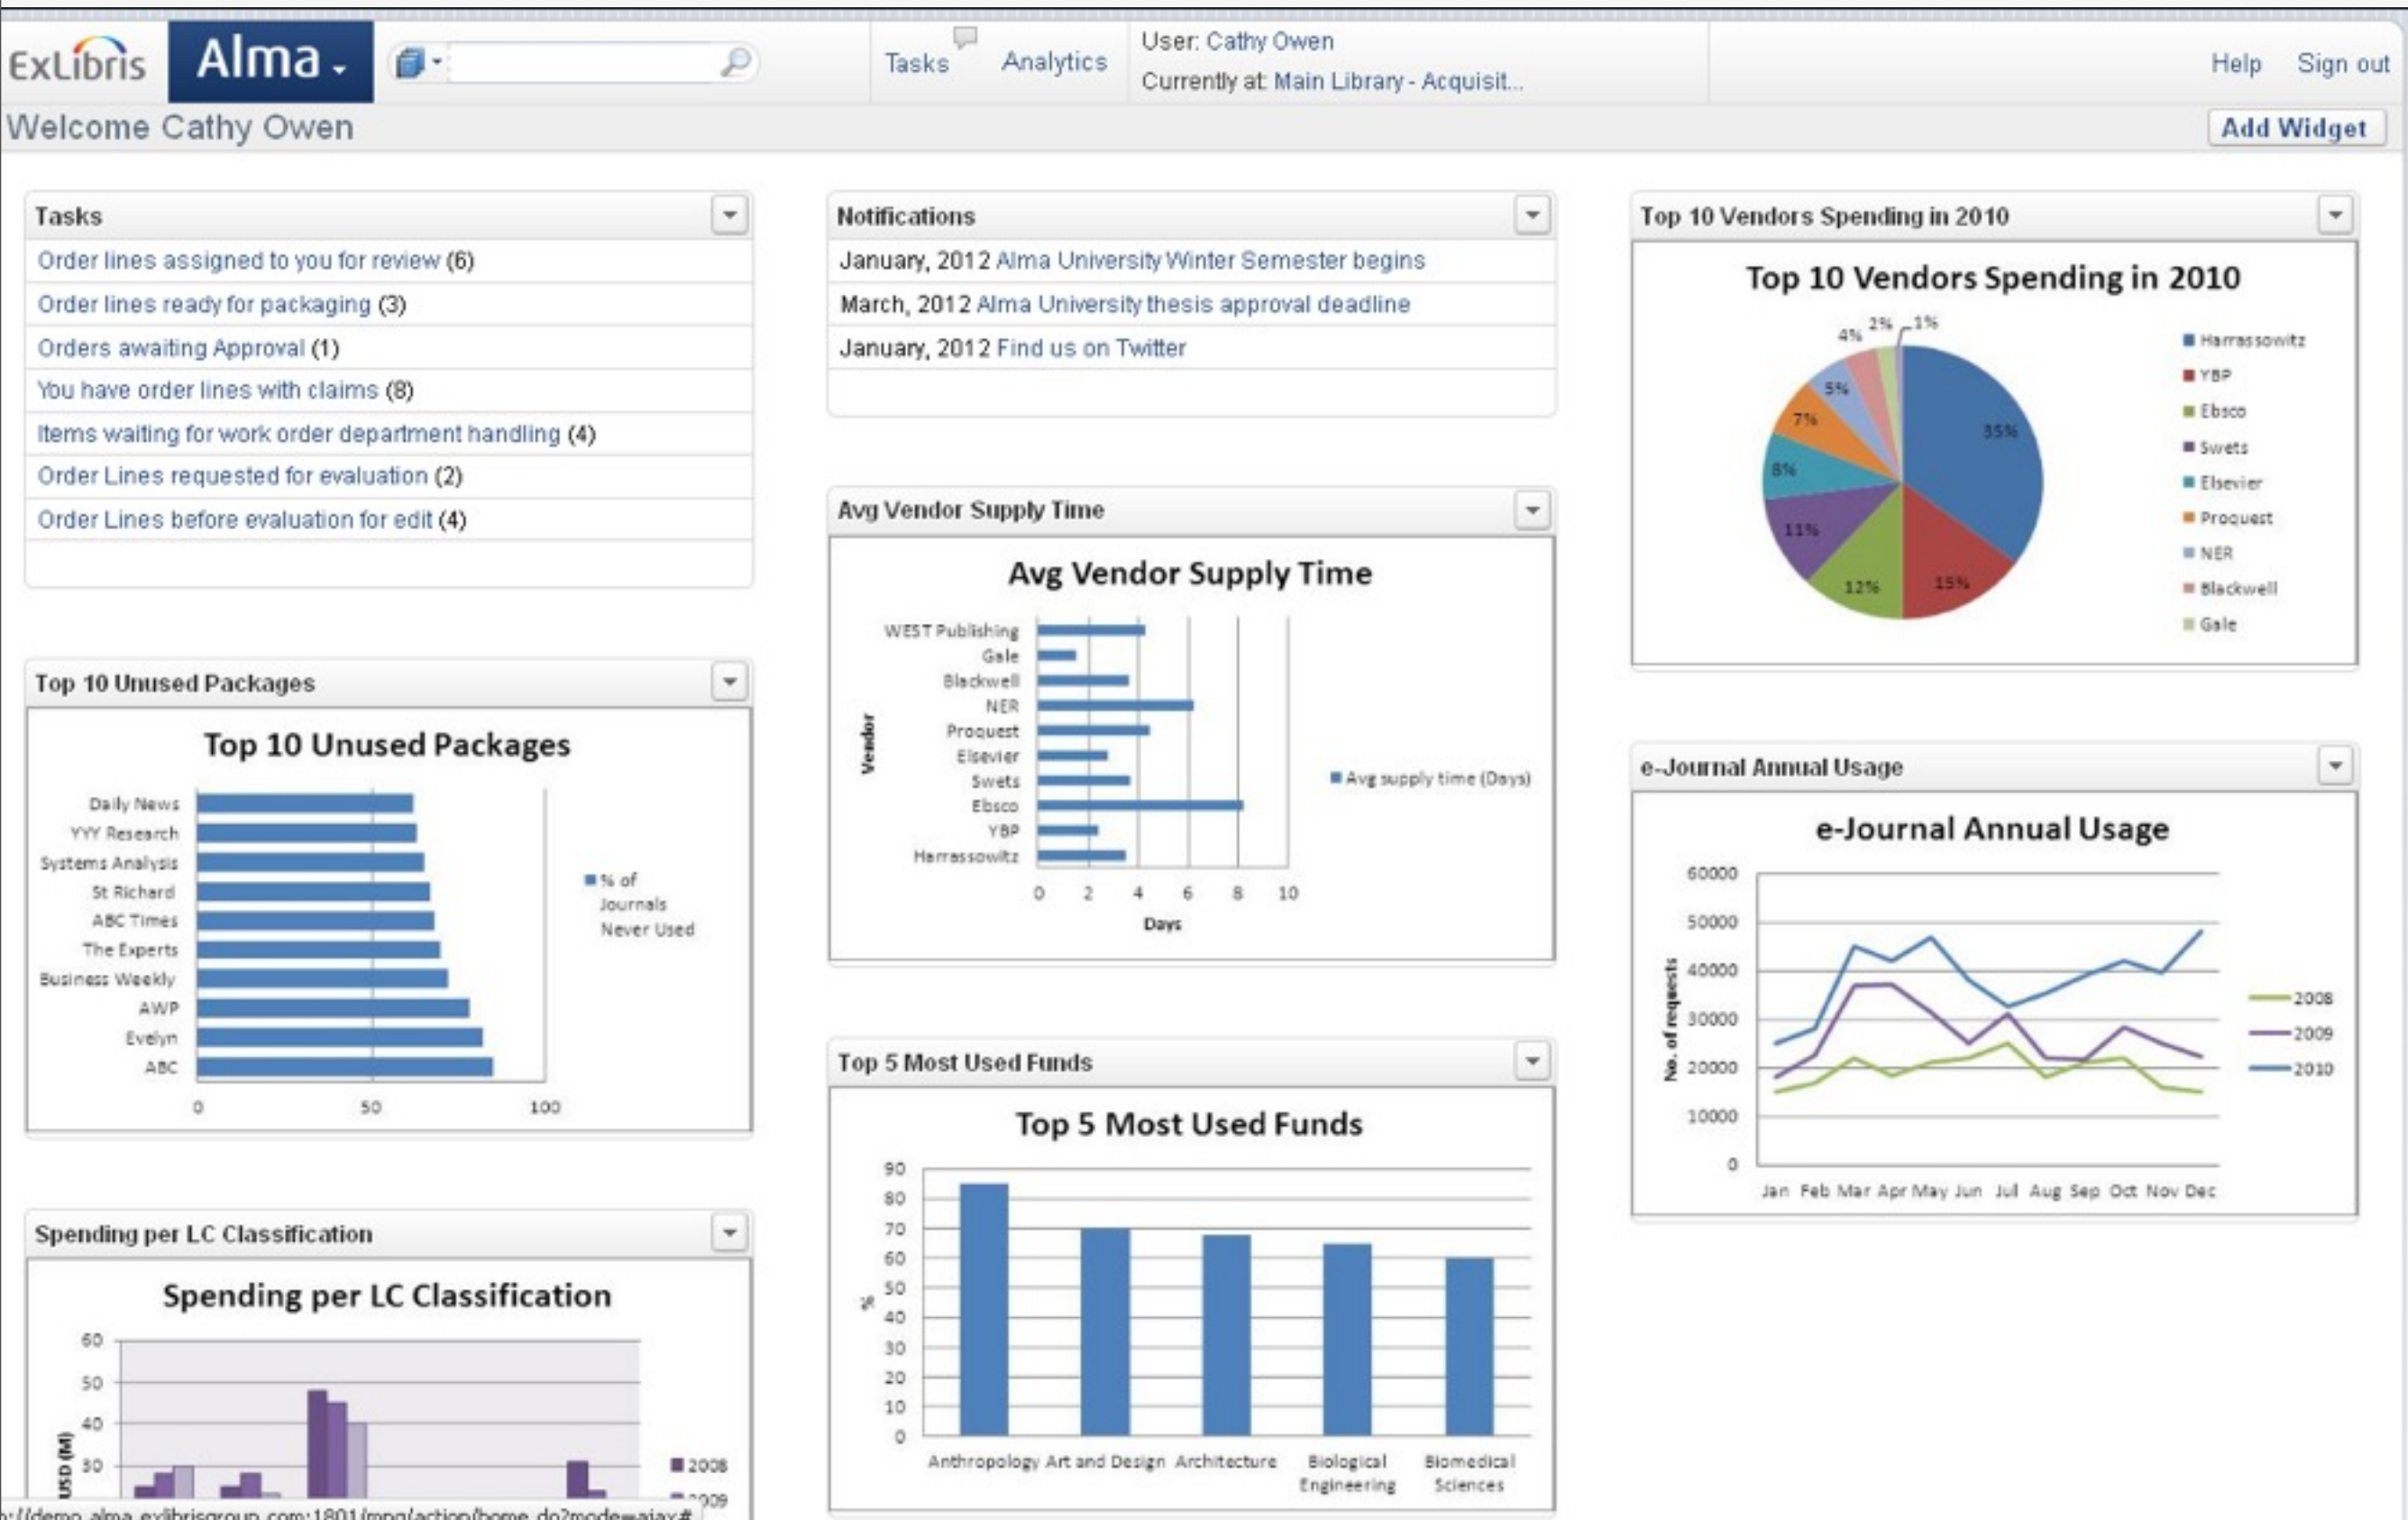 ExLibris Alma
Tasks Analytics
User: Cathy Owen
Currently at: Main Library - Acquisit...
Help Sign out
Welcome Cathy Owen
Add Widget
Tasks
Order lines assigned to you for review (6)
Order lines ready for packaging (3)
Orders awaiting Approval (1)
You have order lines with claims (8)
Items waiting for work order department handling (4)
Order Lines requested for evaluation (2)
Order Lines before evaluation for edit (4)
Top 10 Unused Packages
Top 10 Unused Packages
Daily News
YYY Research
Systems Analysis
St Richard
ABC Times
The Experts
Business Weekly
AWP
Evelyn
ABC
0 50 100
% of
Journals
Never Used
Spending per LC Classification
Spending per LC Classification
60
50
40
30
USD (M)
2008
2009
://demo.alma.exlibrisgroup.com:1801/mng/action/home.do?mode=ajax#
Notifications
January, 2012 Alma University Winter Semester begins
March, 2012 Alma University thesis approval deadline
January, 2012 Find us on Twitter
Avg Vendor Supply Time
Avg Vendor Supply Time
Vendor
WEST Publishing
Gale
Blackwell
NER
Proquest
Elsevier
Swets
Ebsco
YBP
Harrassowitz
0 2 4 6 8 10
Days
Avg supply time (Days)
Top 5 Most Used Funds
Top 5 Most Used Funds
90
80
70
60
50
40
30
20
10
0
%
Anthropology Art and Design Architecture Biological Biomedical
Engineering Sciences
Top 10 Vendors Spending in 2010
Top 10 Vendors Spending in 2010
35%
15%
12%
11%
8%
7%
5%
4%
2%
1%
Harrassowitz
YBP
Ebsco
Swets
Elsevier
Proquest
NER
Blackwell
Gale
e-Journal Annual Usage
e-Journal Annual Usage
60000
50000
40000
30000
20000
10000
0
No. of requests
Jan Feb Mar Apr May Jun Jul Aug Sep Oct Nov Dec
2008
2009
2010